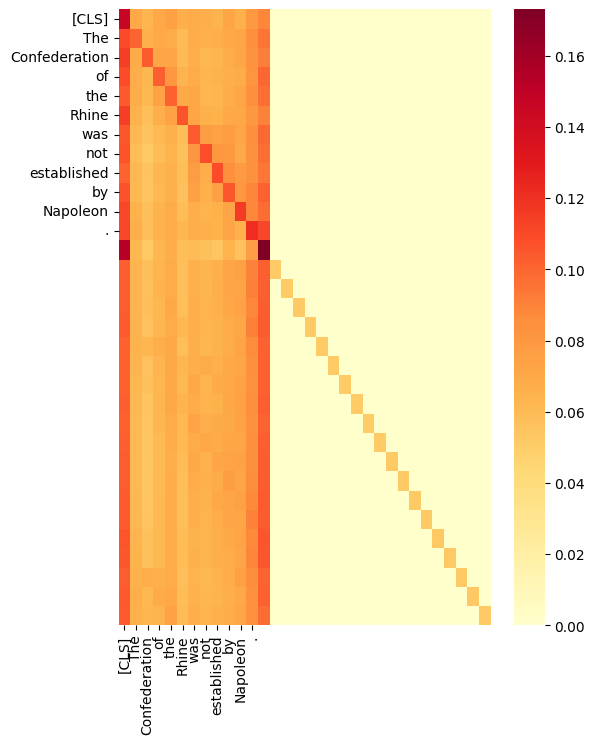 [CLS]
The
Confederation
of
the
Rhine
was
not
established
by
Napoleon
.
0.16
0.14
0.12
0.10
0.08
0.06
0.04
0.02
0.00
[CLS]
The
Confederation
of
the
Rhine
was
not
established
by
Napoleon
.